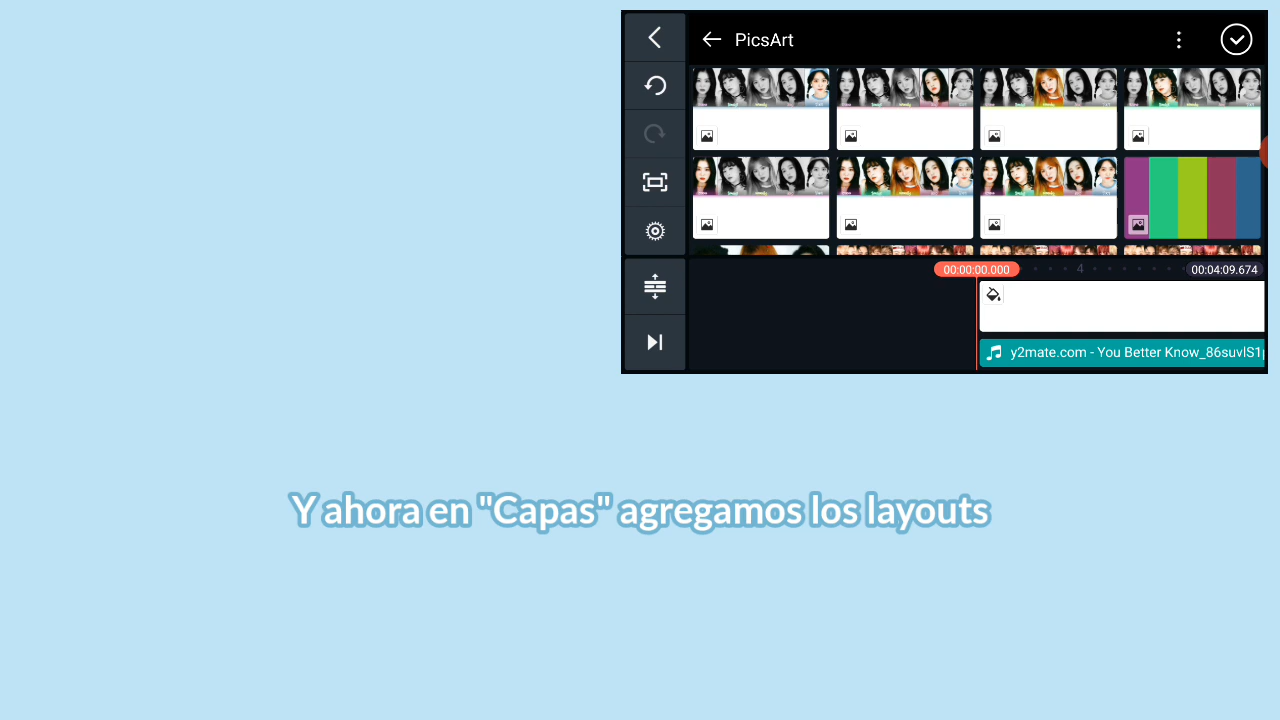 PicsArt
00:00:00.000
4
00:04:09.674
y2mate.com - You Better Know_86suvlS1
Y ahora en "Capas" agregamos los layouts